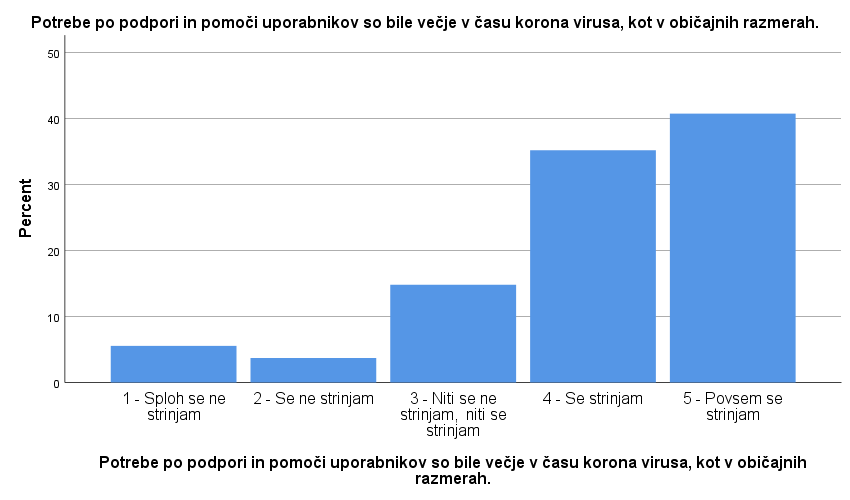 Potrebe po podpori in pomoči uporabnikov so bile večje v času korona virusa, kot v običajnih razmerah.
50
40
30
20
10
0
Percent
1 - Sploh se ne
strinjam
2 - Se ne strinjam
3 - Niti se ne
strinjam, niti se
strinjam
4 - Se strinjam
5 - Povsem se
strinjam
Potrebe po podpori in pomoči uporabnikov so bile večje v času korona virusa, kot v običajnih
razmerah.